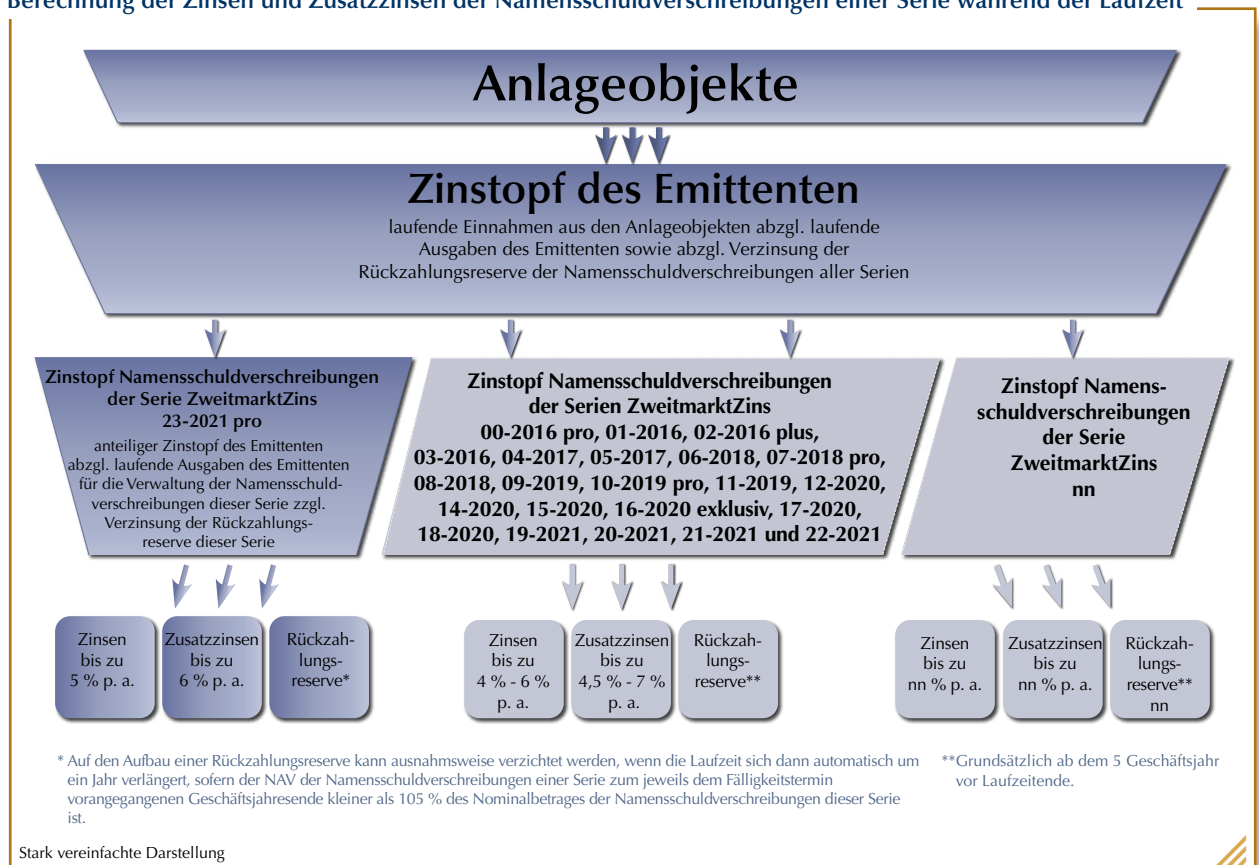 Berechnung der Zinsen und Zusatzzinsen der Namensschuldverschreibungen einer Serie während der Laufzeit
Anlageobjekte
Zinstopf des Emittenten
laufende Einnahmen aus den Anlageobjekten abzgl. laufende
Ausgaben des Emittenten sowie abzgl. Verzinsung der
Rückzahlungsreserve der Namensschuldverschreibungen aller Serien
Zinstopf Namensschuldverschreibungen
der Serie ZweitmarktZins
23-2021 pro
anteiliger Zinstopf des Emittenten
abzgl. laufende Ausgaben des Emittenten
für die Verwaltung der Namensschuld-
verschreibungen dieser Serie zzgl.
Verzinsung der Rückzahlungs-
reserve dieser Serie
Zinstopf Namensschuldverschreibungen
der Serien ZweitmarktZins
00-2016 pro, 01-2016, 02-2016 plus,
03-2016, 04-2017, 05-2017, 06-2018, 07-2018 pro,
08-2018, 09-2019, 10-2019 pro, 11-2019, 12-2020,
14-2020, 15-2020, 16-2020 exklusiv, 17-2020,
18-2020, 19-2021, 20-2021, 21-2021 und 22-2021
Zinstopf Namens-
schuldverschreibungen
der Serie
ZweitmarktZins
nn
Zinsen
bis zu
5 % p. a.
Zusatzzinsen
bis zu
6 % p. a.
Rückzah-
lungs-
reserve*
Zinsen
bis zu
4 % - 6 %
p. a.
Zusatzzinsen
bis zu
4,5 % - 7 %
p. a.
Rückzah-
lungs-
reserve**
Zinsen
bis zu
nn % p. a.
Zusatzzinsen
bis zu
nn % p. a.
Rückzah-
lungs-
reserve**
nn
* Auf den Aufbau einer Rückzahlungsreserve kann ausnahmsweise verzichtet werden, wenn die Laufzeit sich dann automatisch um
ein Jahr verlängert, sofern der NAV der Namensschuldverschreibungen einer Serie zum jeweils dem Fälligkeitstermin
vorangegangenen Geschäftsjahresende kleiner als 105 % des Nominalbetrages der Namensschuldverschreibungen dieser Serie
ist.
**Grundsätzlich ab dem 5 Geschäftsjahr
vor Laufzeitende.
Stark vereinfachte Darstellung